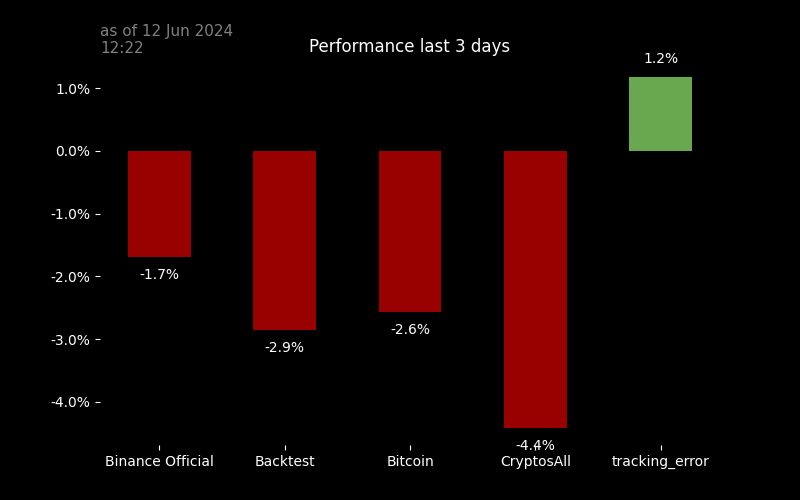 as of 12 Jun 2024
12:22
Performance last 3 days
1.2%
1.0%
0.0%
-1.0%
-2.0%
-3.0%
-4.0%
-1.7%
-2.9%
-2.6%
-4.4%
Binance Official
Backtest
Bitcoin
CryptosAll
tracking_error